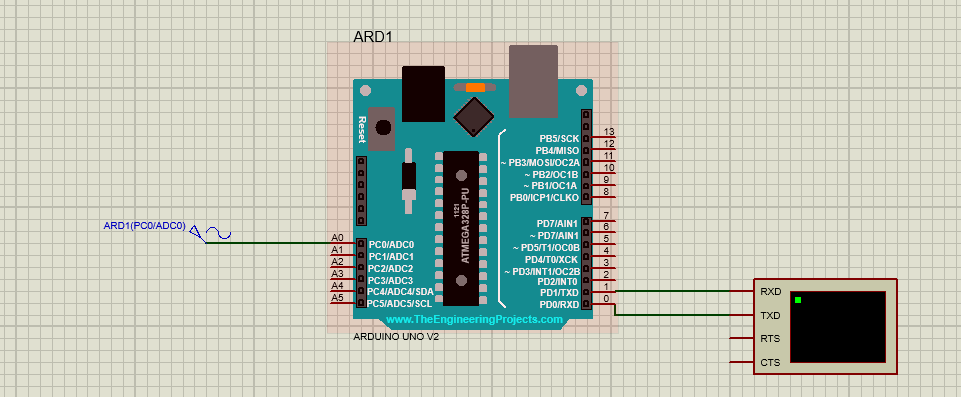 ARD1
Reset
1121
ATMEGA328P-PU
PB5/SCK 13
PB4/MISO 12
~ PB3/MOSI/OC2A 11
~ PB2/OC1B 10
~ PB1/OC1A 9
PB0/ICP1/CLKO 8
PD7/AIN1 7
~ PD7/AIN1 6
~ PD5/T1/OC0B 5
PD4/T0/XCK 4
~ PD3/INT1/OC2B 3
PD2/INT0 2
PD1/TXD 1
PD0/RXD 0
ARD1(PC0/ADC0)
A0 PC0/ADC0
A1 PC1/ADC1
A2 PC2/ADC2
A3 PC3/ADC3
A4 PC4/ADC4/SDA
A5 PC5/ADC5/SCL
www.TheEngineeringProjects.com
ARDUINO UNO V2
RXD
TXD
RTS
CTS